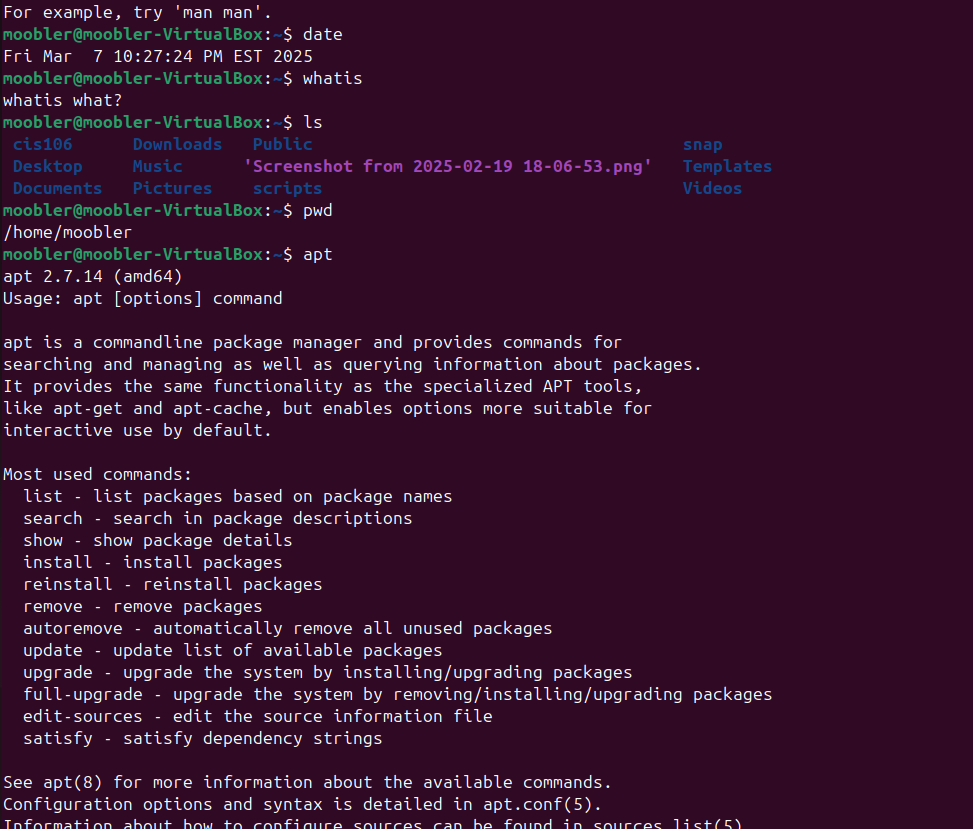 For example, try 'man man'.
moobler@moobler-VirtualBox:~$ date
Fri Mar  7 10:27:24 PM EST 2025
moobler@moobler-VirtualBox:~$ whatis
whatis what?
moobler@moobler-VirtualBox:~$ ls
 cis106      Downloads   Public                                     snap
 Desktop     Music      'Screenshot from 2025-02-19 18-06-53.png'   Templates
 Documents   Pictures    scripts                                    Videos
moobler@moobler-VirtualBox:~$ pwd
/home/moobler
moobler@moobler-VirtualBox:~$ apt
apt 2.7.14 (amd64)
Usage: apt [options] command

apt is a commandline package manager and provides commands for
searching and managing as well as querying information about packages.
It provides the same functionality as the specialized APT tools,
like apt-get and apt-cache, but enables options more suitable for
interactive use by default.

Most used commands:
  list - list packages based on package names
  search - search in package descriptions
  show - show package details
  install - install packages
  reinstall - reinstall packages
  remove - remove packages
  autoremove - automatically remove all unused packages
  update - update list of available packages
  upgrade - upgrade the system by installing/upgrading packages
  full-upgrade - upgrade the system by removing/installing/upgrading packages
  edit-sources - edit the source information file
  satisfy - satisfy dependency strings

See apt(8) for more information about the available commands.
Configuration options and syntax is detailed in apt.conf(5).
Information about how to configure sources can be found in sources.list(5).